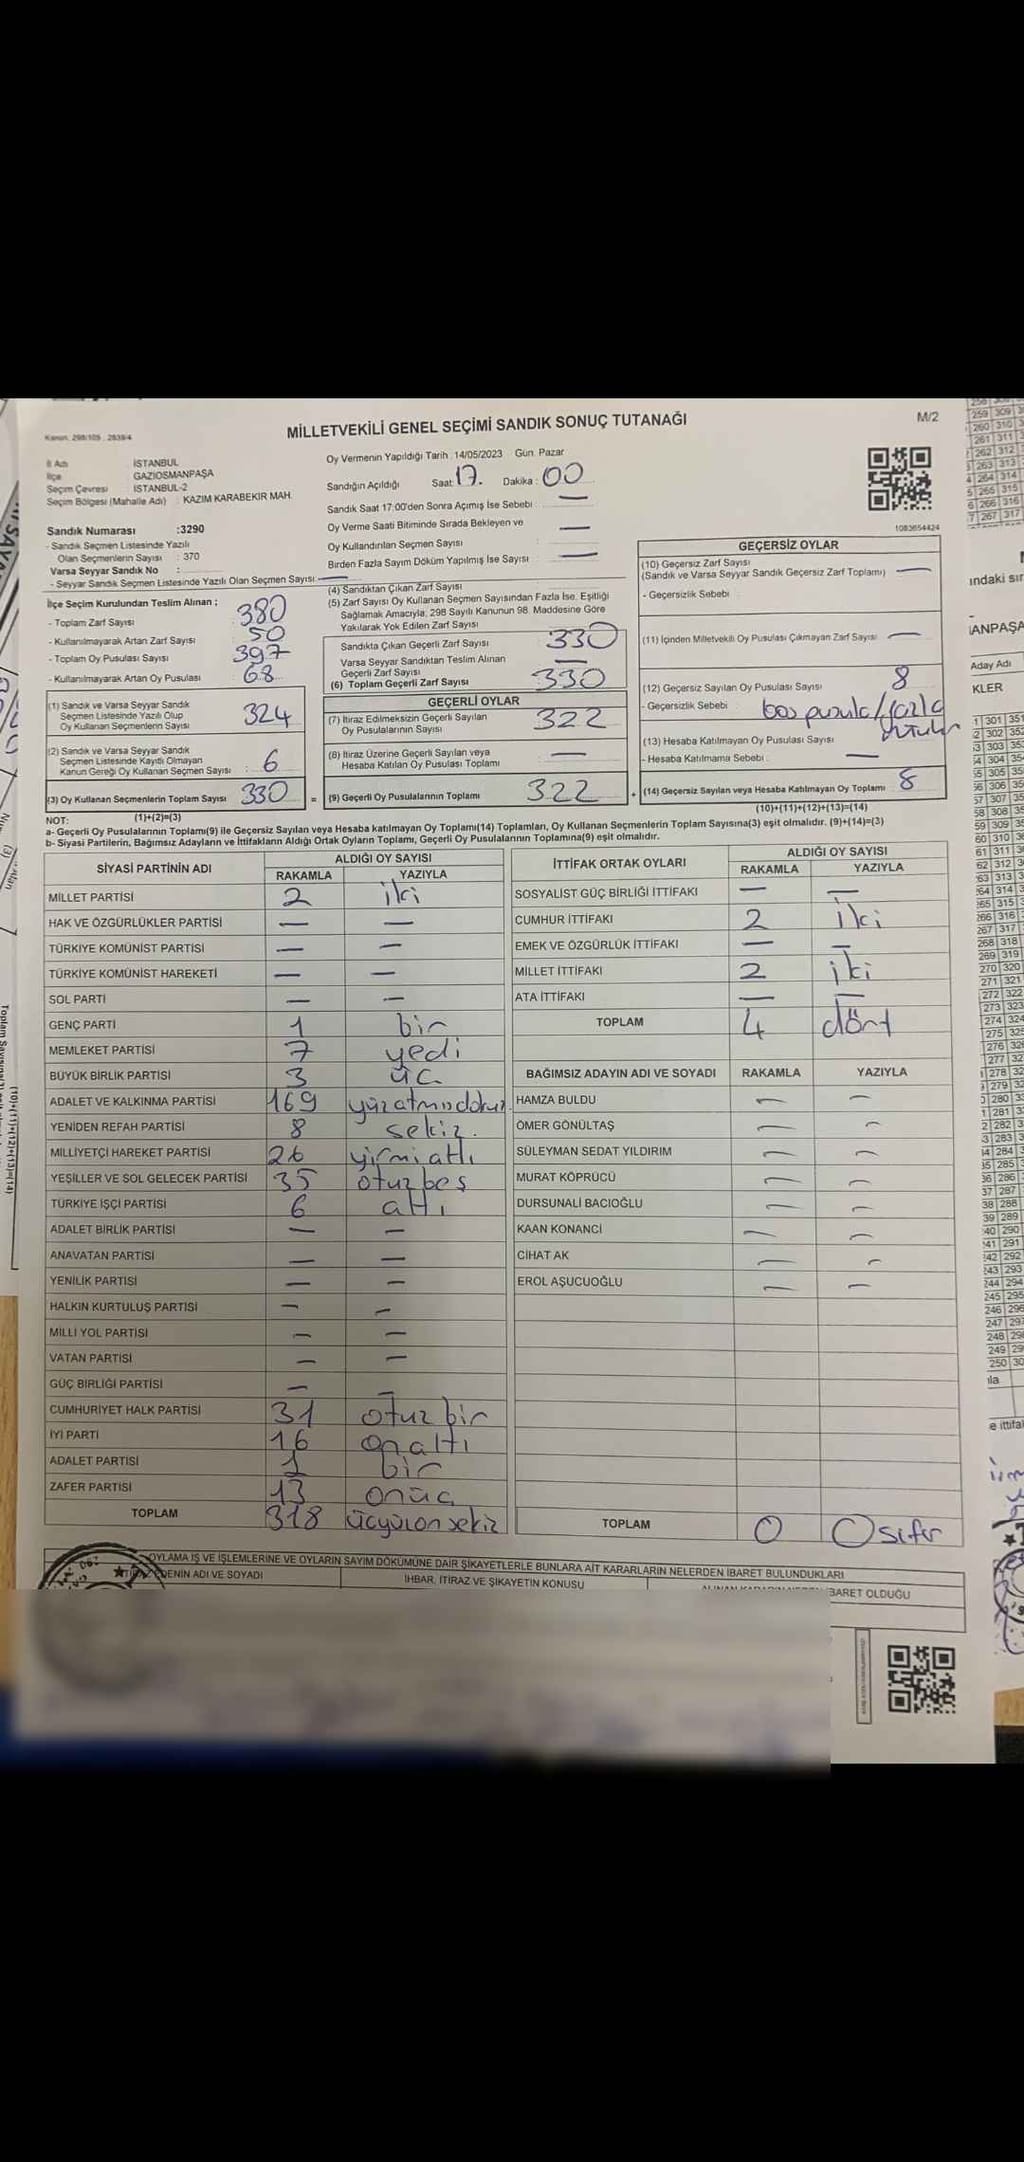 MİLLETVEKİLİ GENEL SEÇİMİ SANDIK SONUÇ TUTANAĞI
M/2
Kanun: 298/105 , 2839/4
İl Adı : İSTANBUL
İlçe : GAZİOSMANPAŞA
Seçim Çevresi : İSTANBUL-2
Seçim Bölgesi (Mahalle Adı) : KAZIM KARABEKİR MAH.
Oy Vermenin Yapıldığı Tarih : 14/05/2023 Gün: Pazar
Sandığın Açıldığı Saat: 17. Dakika : 00
Sandık Saat 17:00'den Sonra Açımış İse Sebebi : —
Oy Verme Saati Bitiminde Sırada Bekleyen ve —
Oy Kullandırılan Seçmen Sayısı :
Birden Fazla Sayım Döküm Yapılmış İse Sayısı : —
1083654424
Sandık Numarası :3290
- Sandık Seçmen Listesinde Yazılı
Olan Seçmenlerin Sayısı : 370
Varsa Seyyar Sandık No :
- Seyyar Sandık Seçmen Listesinde Yazılı Olan Seçmen Sayısı : —
İlçe Seçim Kurulundan Teslim Alınan ;
- Toplam Zarf Sayısı : 380
- Kullanılmayarak Artan Zarf Sayısı : 50
- Toplam Oy Pusulası Sayısı : 397
- Kullanılmayarak Artan Oy Pusulası : 68
(1) Sandık ve Varsa Seyyar Sandık
Seçmen Listesinde Yazılı Olup
Oy Kullanan Seçmenlerin Sayısı : 324
(2) Sandık ve Varsa Seyyar Sandık
Seçmen Listesinde Kayıtlı Olmayan
Kanun Gereği Oy Kullanan Seçmen Sayısı : 6
(3) Oy Kullanan Seçmenlerin Toplam Sayısı : 330
(1)+(2)=(3)
(4) Sandıktan Çıkan Zarf Sayısı
(5) Zarf Sayısı Oy Kullanan Seçmen Sayısından Fazla İse, Eşitliği
Sağlamak Amacıyla, 298 Sayılı Kanunun 98. Maddesine Göre
Yakılarak Yok Edilen Zarf Sayısı
Sandıkta Çıkan Geçerli Zarf Sayısı : 330
Varsa Seyyar Sandıktan Teslim Alınan
Geçerli Zarf Sayısı : —
(6) Toplam Geçerli Zarf Sayısı : 330
GEÇERLİ OYLAR
(7) İtiraz Edilmeksizin Geçerli Sayılan
Oy Pusulalarının Sayısı : 322
(8) İtiraz Üzerine Geçerli Sayılan veya
Hesaba Katılan Oy Pusulası Toplamı : —
= (9) Geçerli Oy Pusulalarının Toplamı : 322 +
GEÇERSİZ OYLAR
(10) Geçersiz Zarf Sayısı
(Sandık ve Varsa Seyyar Sandık Geçersiz Zarf Toplamı) : —
- Geçersizlik Sebebi :
(11) İçinden Milletvekili Oy Pusulası Çıkmayan Zarf Sayısı : —
(12) Geçersiz Sayılan Oy Pusulası Sayısı : 8
- Geçersizlik Sebebi : boş pusula/fazla
(13) Hesaba Katılmayan Oy Pusulası Sayısı :
- Hesaba Katılmama Sebebi : —
(14) Geçersiz Sayılan veya Hesaba Katılmayan Oy Toplamı : 8
(10)+(11)+(12)+(13)=(14)
NOT:
a- Geçerli Oy Pusulalarının Toplamı(9) ile Geçersiz Sayılan veya Hesaba katılmayan Oy Toplamı(14) Toplamları, Oy Kullanan Seçmenlerin Toplam Sayısına(3) eşit olmalıdır. (9)+(14)=(3)
b- Siyasi Partilerin, Bağımsız Adayların ve İttifakların Aldığı Ortak Oyların Toplamı, Geçerli Oy Pusulalarının Toplamına(9) eşit olmalıdır.
SİYASİ PARTİNİN ADI ALDIĞI OY SAYISI
RAKAMLA YAZIYLA
MİLLET PARTİSİ 2 iki
HAK VE ÖZGÜRLÜKLER PARTİSİ — —
TÜRKİYE KOMÜNİST PARTİSİ — —
TÜRKİYE KOMÜNİST HAREKETİ — —
SOL PARTİ — —
GENÇ PARTİ 1 bir
MEMLEKET PARTİSİ 7 yedi
BÜYÜK BİRLİK PARTİSİ 3 üç
ADALET VE KALKINMA PARTİSİ 169 yüzatmışdokuz
YENİDEN REFAH PARTİSİ 8 sekiz.
MİLLİYETÇİ HAREKET PARTİSİ 26 yirmialtı
YEŞİLLER VE SOL GELECEK PARTİSİ 35 otuzbeş
TÜRKİYE İŞÇİ PARTİSİ 6 altı
ADALET BİRLİK PARTİSİ — —
ANAVATAN PARTİSİ — —
YENİLİK PARTİSİ — —
HALKIN KURTULUŞ PARTİSİ — —
MİLLİ YOL PARTİSİ — —
VATAN PARTİSİ — —
GÜÇ BİRLİĞİ PARTİSİ — —
CUMHURİYET HALK PARTİSİ 31 otuz bir
İYİ PARTİ 16 onaltı
ADALET PARTİSİ 1 bir
ZAFER PARTİSİ 13 onüç
TOPLAM 318 üçyüzonsekiz
İTTİFAK ORTAK OYLARI ALDIĞI OY SAYISI
RAKAMLA YAZIYLA
SOSYALİST GÜÇ BİRLİĞİ İTTİFAKI — —
CUMHUR İTTİFAKI 2 iki
EMEK VE ÖZGÜRLÜK İTTİFAKI — —
MİLLET İTTİFAKI 2 iki
ATA İTTİFAKI — —
TOPLAM 4 dört
BAĞIMSIZ ADAYIN ADI VE SOYADI RAKAMLA YAZIYLA
HAMZA BULDU — —
ÖMER GÖNÜLTAŞ — —
SÜLEYMAN SEDAT YILDIRIM — —
MURAT KÖPRÜCÜ — —
DURSUNALİ BACIOĞLU — —
KAAN KONANCİ — —
CİHAT AK — —
EROL AŞUCUOĞLU — —
TOPLAM 0 0 sıfır
OYLAMA İŞ VE İŞLEMLERİNE VE OYLARIN SAYIM DÖKÜMÜNE DAİR ŞİKAYETLERLE BUNLARA AİT KARARLARIN NELERDEN İBARET BULUNDUKLARI
EDENİN ADI VE SOYADI İHBAR, İTİRAZ VE ŞİKAYETİN KONUSU BARET OLDUĞU